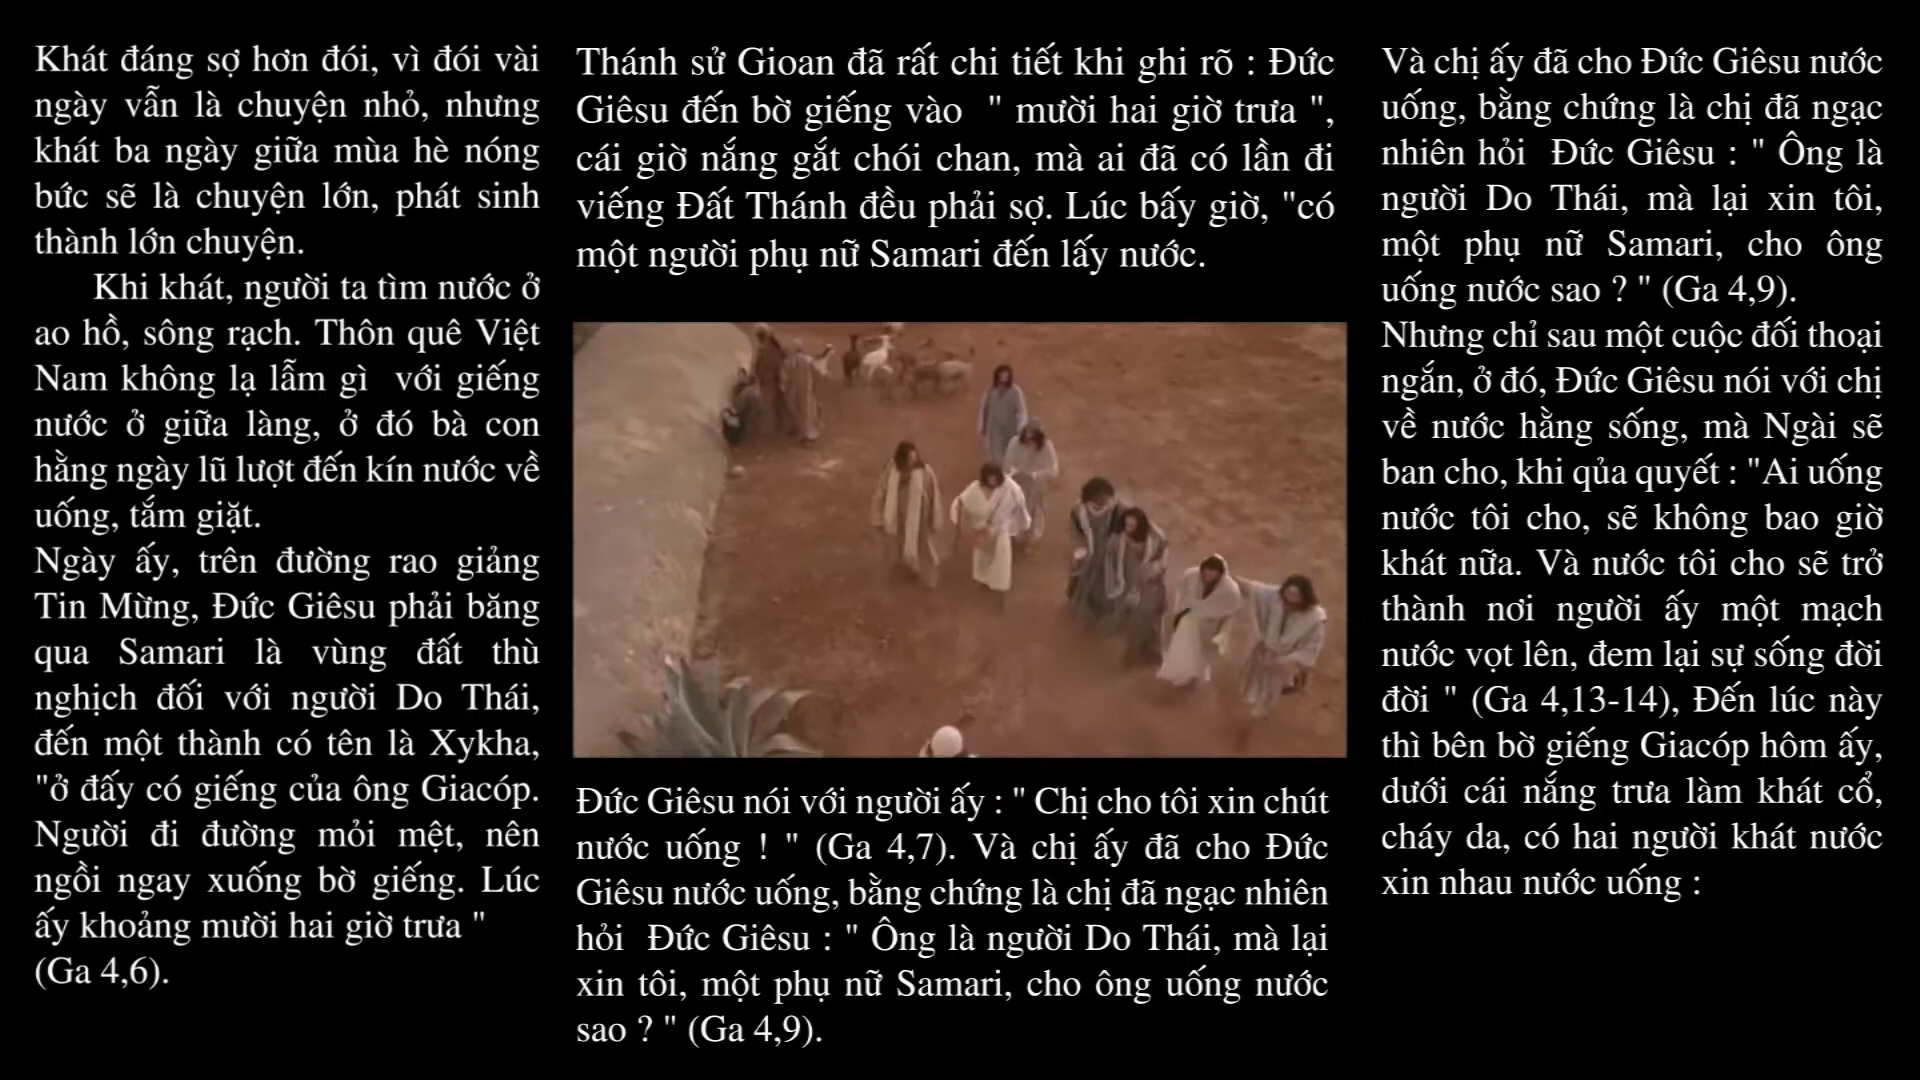 Khát đáng sợ hơn đói, vì đói vài
ngày vẫn là chuyện nhỏ, nhưng
khát ba ngày giữa mùa hè nóng
bức sẽ là chuyện lớn, phát sinh
thành lớn chuyện.
Khi khát, người ta tìm nước ở
ao hồ, sông rạch. Thôn quê Việt
Nam không lạ lẫm gì  với giếng
nước ở giữa làng, ở đó bà con
hằng ngày lũ lượt đến kín nước về
uống, tắm giặt.
Ngày ấy, trên đường rao giảng
Tin Mừng, Đức Giêsu phải băng
qua Samari là vùng đất thù
nghịch đối với người Do Thái,
đến một thành có tên là Xykha,
"ở đấy có giếng của ông Giacóp.
Người đi đường mỏi mệt, nên
ngồi ngay xuống bờ giếng. Lúc
ấy khoảng mười hai giờ trưa "
(Ga 4,6).
Thánh sử Gioan đã rất chi tiết khi ghi rõ : Đức
Giêsu đến bờ giếng vào  " mười hai giờ trưa ",
cái giờ nắng gắt chói chan, mà ai đã có lần đi
viếng Đất Thánh đều phải sợ. Lúc bấy giờ, "có
một người phụ nữ Samari đến lấy nước.
Đức Giêsu nói với người ấy : " Chị cho tôi xin chút
nước uống ! " (Ga 4,7). Và chị ấy đã cho Đức
Giêsu nước uống, bằng chứng là chị đã ngạc nhiên
hỏi  Đức Giêsu : " Ông là người Do Thái, mà lại
xin tôi, một phụ nữ Samari, cho ông uống nước
sao ? " (Ga 4,9).
Và chị ấy đã cho Đức Giêsu nước
uống, bằng chứng là chị đã ngạc
nhiên hỏi  Đức Giêsu : " Ông là
người Do Thái, mà lại xin tôi,
một phụ nữ Samari, cho ông
uống nước sao ? " (Ga 4,9).
Nhưng chỉ sau một cuộc đối thoại
ngắn, ở đó, Đức Giêsu nói với chị
về nước hằng sống, mà Ngài sẽ
ban cho, khi qủa quyết : "Ai uống
nước tôi cho, sẽ không bao giờ
khát nữa. Và nước tôi cho sẽ trở
thành nơi người ấy một mạch
nước vọt lên, đem lại sự sống đời
đời " (Ga 4,13-14), Đến lúc này
thì bên bờ giếng Giacóp hôm ấy,
dưới cái nắng trưa làm khát cổ,
cháy da, có hai người khát nước
xin nhau nước uống :